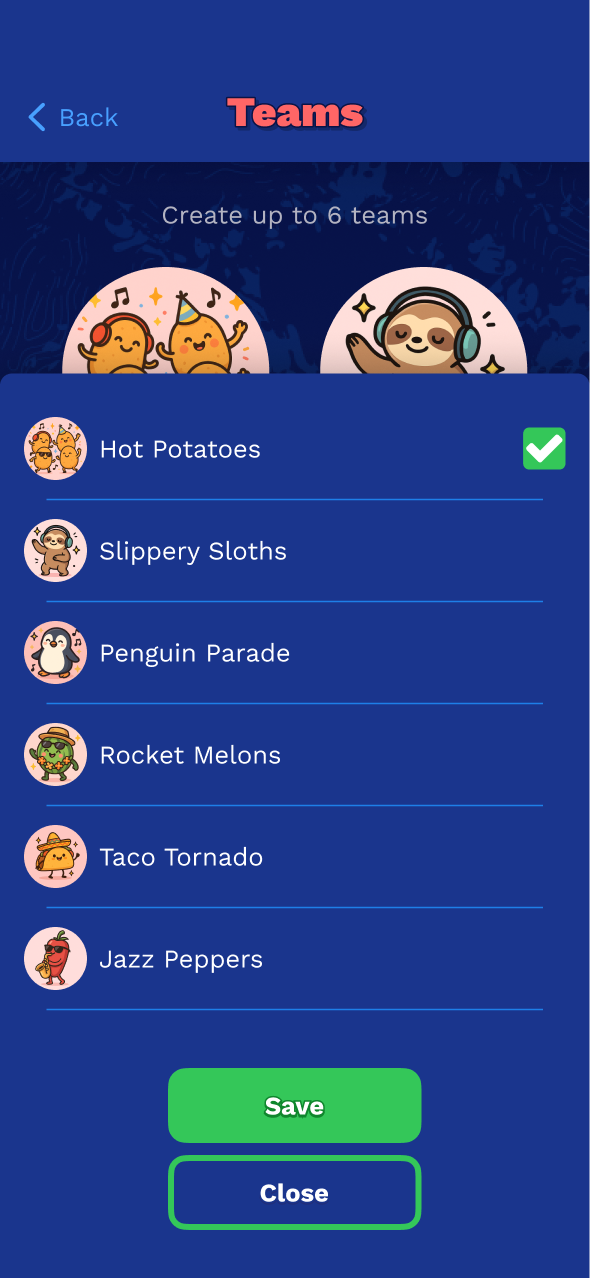 Back
Teams
Create up to 6 teams
Hot Potatoes
Slippery Sloths
Penguin Parade
Rocket Melons
Taco Tornado
Jazz Peppers
Save
Close